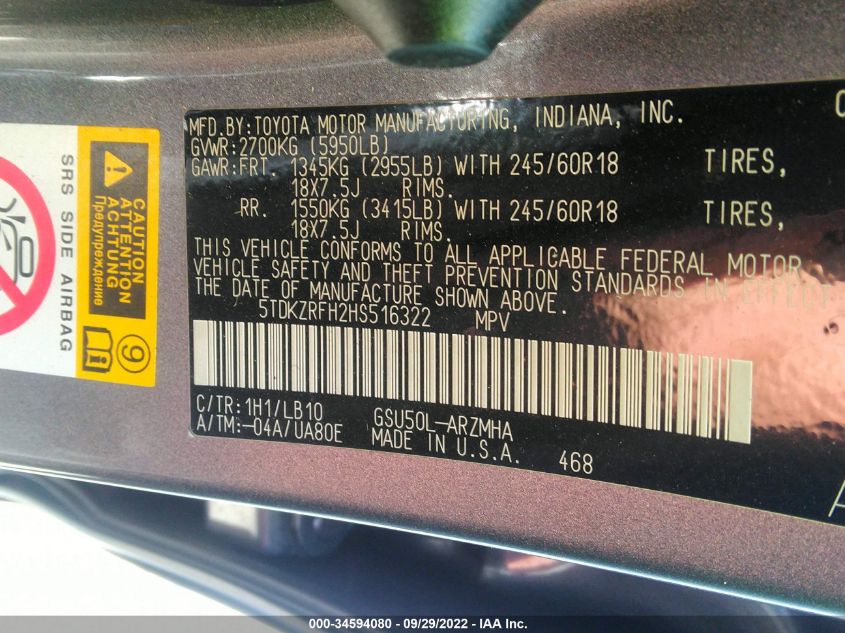 SRS SIDE AIRBAG
CAUTION
ATTENTION
ACHTUNG
Предупреждение
9
MFD.BY:TOYOTA MOTOR MANUFACTURING, INDIANA, INC.
GVWR:2700KG (5950LB)
GAWR:FRT. 1345KG (2955LB) WITH 245/60R18 TIRES,
18X7.5J RIMS.
RR. 1550KG (3415LB) WITH 245/60R18 TIRES,
18X7.5J RIMS.
THIS VEHICLE CONFORMS TO ALL APPLICABLE FEDERAL MOTOR
VEHICLE SAFETY AND THEFT PREVENTION STANDARDS IN EFFECT
THE DATE OF MANUFACTURE SHOWN ABOVE.
5TDKZRFH2HS516322 MPV
C/TR:1H1/LB10 GSU50L-ARZMHA
A/TM:-04A/UA80E MADE IN U.S.A. 468
000-34594080 / 09/29/2022 - IAA Inc.